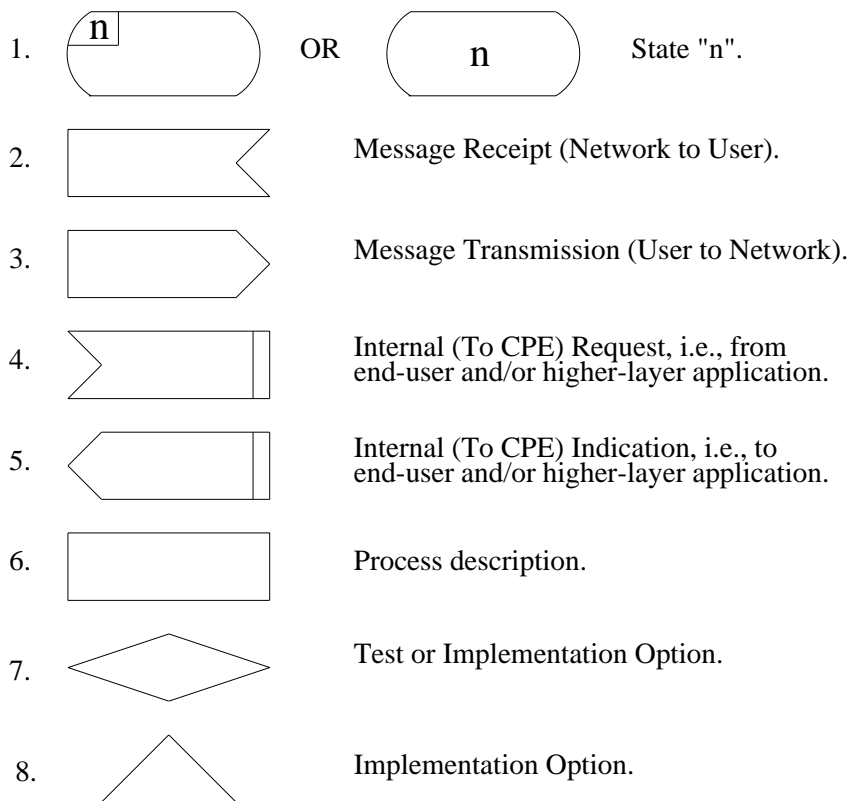 1. n OR n State "n".
2. Message Receipt (Network to User).
3. Message Transmission (User to Network).
4. Internal (To CPE) Request, i.e., from
end-user and/or higher-layer application.
5. Internal (To CPE) Indication, i.e., to
end-user and/or higher-layer application.
6. Process description.
7. Test or Implementation Option.
8. Implementation Option.